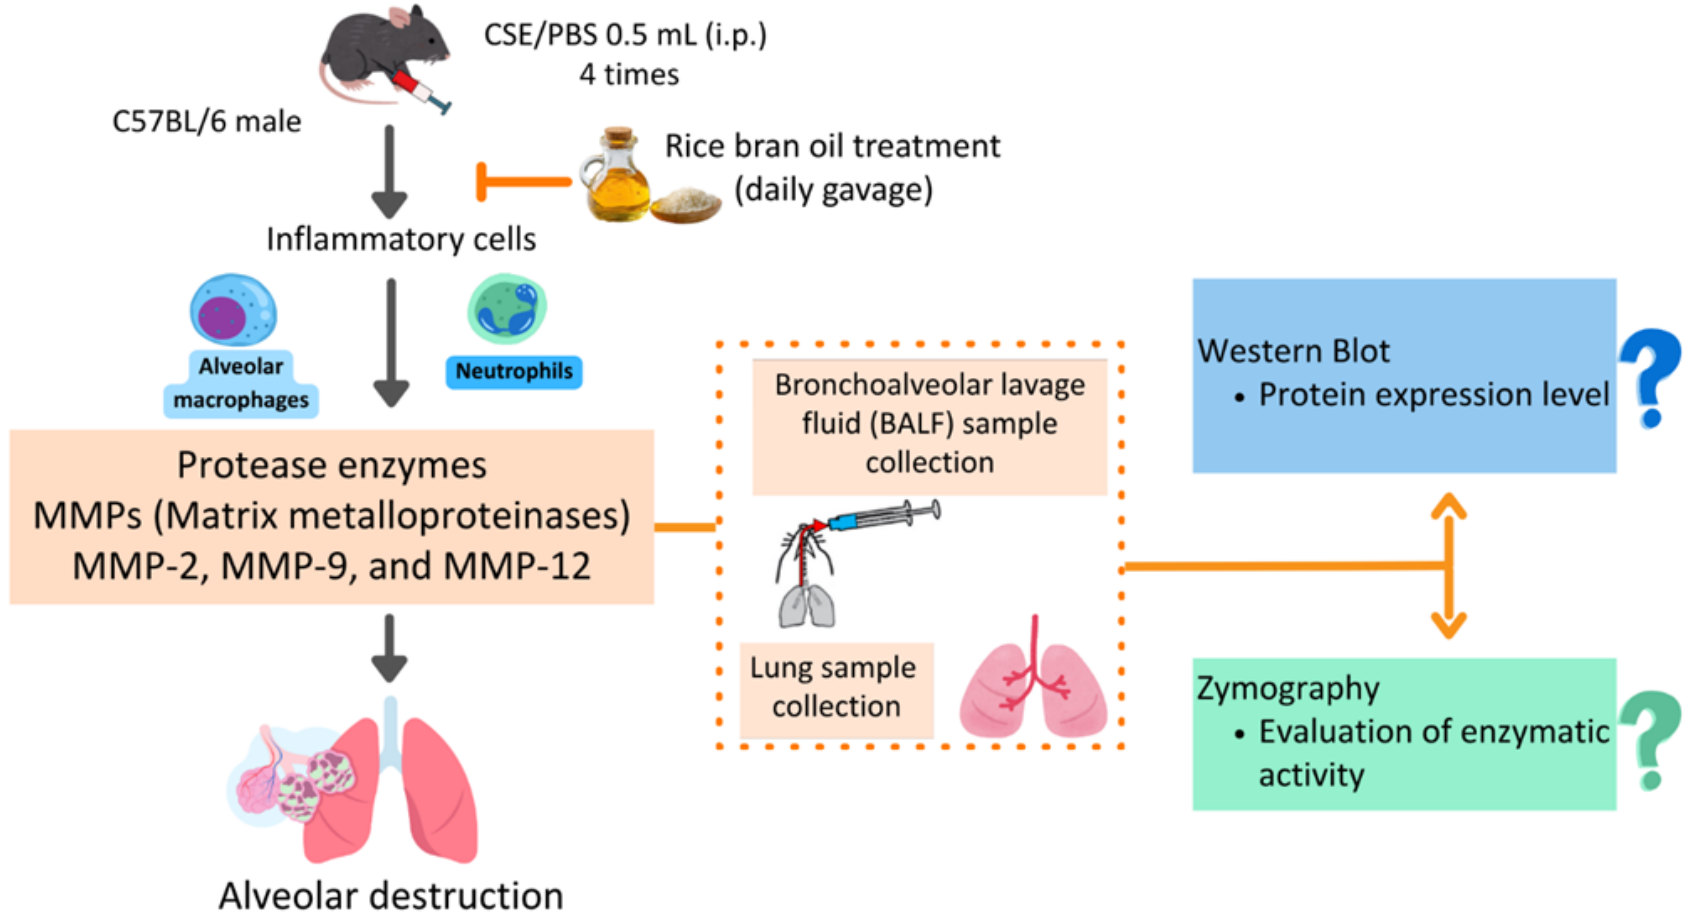 CSE/PBS 0.5 mL (i.p.)
4 times
C57BL/6 male
Rice bran oil treatment
(daily gavage)
Inflammatory cells
Alveolar
macrophages
Neutrophils
Protease enzymes
MMPs (Matrix metalloproteinases)
MMP-2, MMP-9, and MMP-12
Alveolar destruction
Bronchoalveolar lavage
fluid (BALF) sample
collection
Lung sample
collection
Western Blot
• Protein expression level
?
Zymography
• Evaluation of enzymatic
activity
?